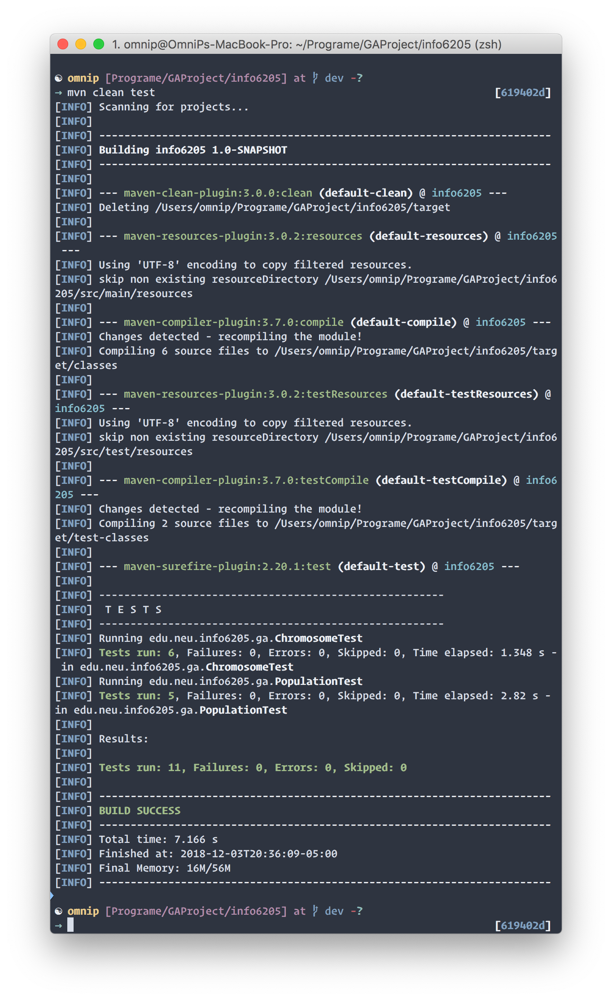 1. omnip@OmniPs-MacBook-Pro: ~/Programe/GAProject/info6205 (zsh)
☯ omnip [Programe/GAProject/info6205] at dev -?
→ mvn clean test [619402d]
[INFO] Scanning for projects...
[INFO]
[INFO] ------------------------------------------------------------------------
[INFO] Building info6205 1.0-SNAPSHOT
[INFO] ------------------------------------------------------------------------
[INFO]
[INFO] --- maven-clean-plugin:3.0.0:clean (default-clean) @ info6205 ---
[INFO] Deleting /Users/omnip/Programe/GAProject/info6205/target
[INFO]
[INFO] --- maven-resources-plugin:3.0.2:resources (default-resources) @ info6205
 ---
[INFO] Using 'UTF-8' encoding to copy filtered resources.
[INFO] skip non existing resourceDirectory /Users/omnip/Programe/GAProject/info6
205/src/main/resources
[INFO]
[INFO] --- maven-compiler-plugin:3.7.0:compile (default-compile) @ info6205 ---
[INFO] Changes detected - recompiling the module!
[INFO] Compiling 6 source files to /Users/omnip/Programe/GAProject/info6205/targ
et/classes
[INFO]
[INFO] --- maven-resources-plugin:3.0.2:testResources (default-testResources) @
info6205 ---
[INFO] Using 'UTF-8' encoding to copy filtered resources.
[INFO] skip non existing resourceDirectory /Users/omnip/Programe/GAProject/info6
205/src/test/resources
[INFO]
[INFO] --- maven-compiler-plugin:3.7.0:testCompile (default-testCompile) @ info6
205 ---
[INFO] Changes detected - recompiling the module!
[INFO] Compiling 2 source files to /Users/omnip/Programe/GAProject/info6205/targ
et/test-classes
[INFO]
[INFO] --- maven-surefire-plugin:2.20.1:test (default-test) @ info6205 ---
[INFO]
[INFO] -------------------------------------------------------
[INFO]  T E S T S
[INFO] -------------------------------------------------------
[INFO] Running edu.neu.info6205.ga.ChromosomeTest
[INFO] Tests run: 6, Failures: 0, Errors: 0, Skipped: 0, Time elapsed: 1.348 s -
 in edu.neu.info6205.ga.ChromosomeTest
[INFO] Running edu.neu.info6205.ga.PopulationTest
[INFO] Tests run: 5, Failures: 0, Errors: 0, Skipped: 0, Time elapsed: 2.82 s -
in edu.neu.info6205.ga.PopulationTest
[INFO]
[INFO] Results:
[INFO]
[INFO] Tests run: 11, Failures: 0, Errors: 0, Skipped: 0
[INFO]
[INFO] ------------------------------------------------------------------------
[INFO] BUILD SUCCESS
[INFO] ------------------------------------------------------------------------
[INFO] Total time: 7.166 s
[INFO] Finished at: 2018-12-03T20:36:09-05:00
[INFO] Final Memory: 16M/56M
[INFO] ------------------------------------------------------------------------
☯ omnip [Programe/GAProject/info6205] at dev -?
→ [619402d]